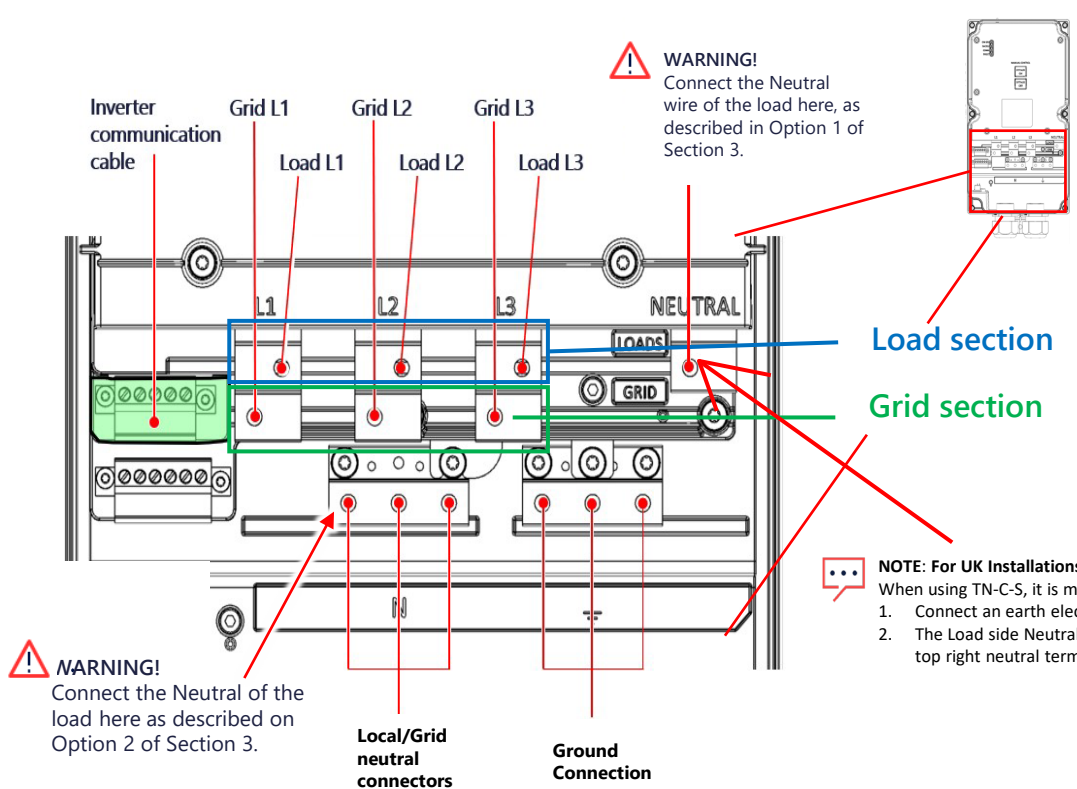 WARNING!
Connect the Neutral
wire of the load here, as
described in Option 1 of
Section 3.
Inverter
communication
cable
Grid L1
Grid L2
Grid L3
Load L1
Load L2
Load L3
L1
L2
L3
NEUTRAL
LOADS
GRID
Load section
Grid section
NOTE: For UK Installations
When using TN-C-S, it is m
1. Connect an earth elec
2. The Load side Neutral
top right neutral term
N
WARNING!
Connect the Neutral of the
load here as described on
Option 2 of Section 3.
Local/Grid
neutral
connectors
Ground
Connection